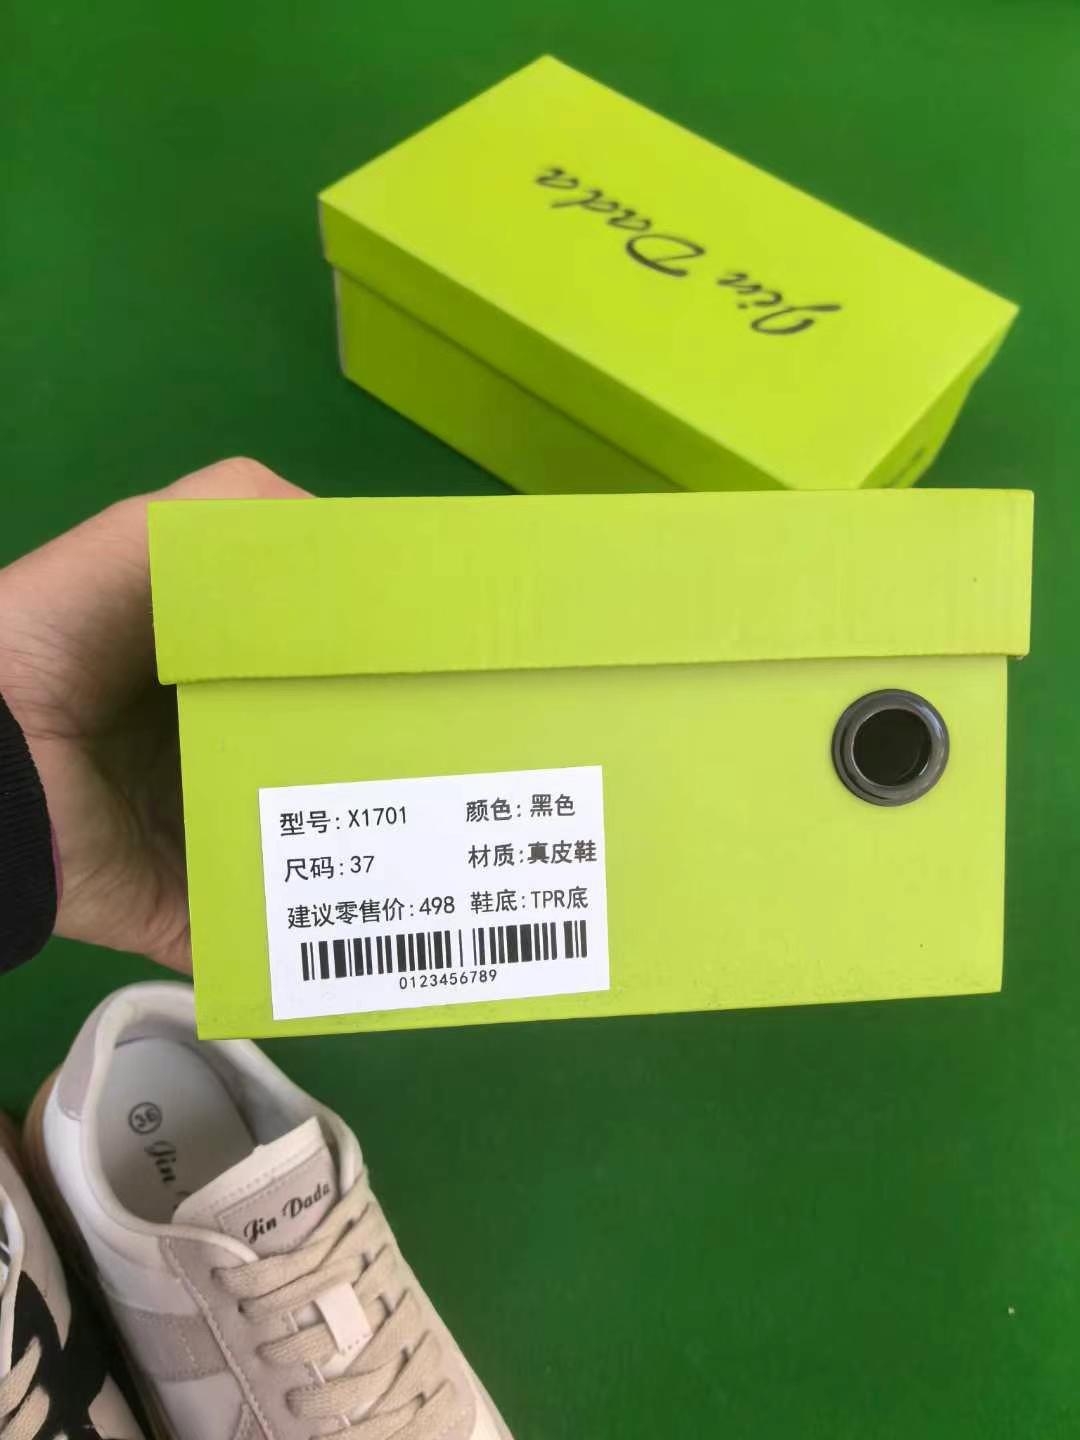 Jin Dada
型号:X1701 颜色:黑色
尺码:37 材质:真皮鞋
建议零售价:498 鞋底:TPR底
0123456789
36
Jin
Jin Dada